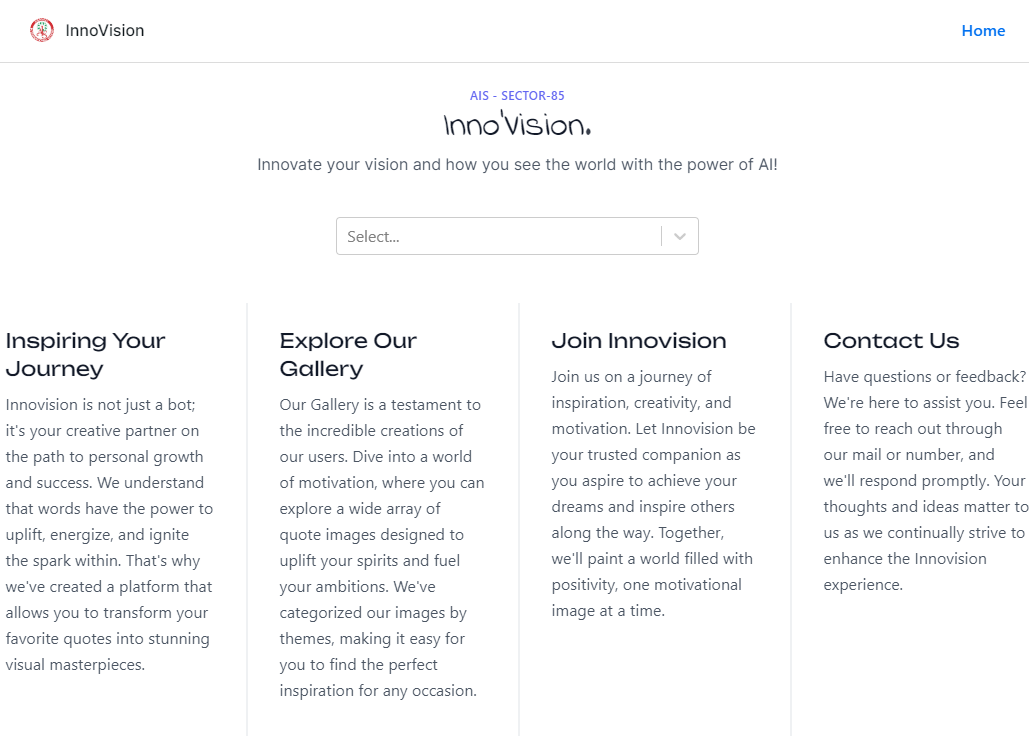 InnoVision
Home
AIS - SECTOR-85
Inno'Vision.
Innovate your vision and how you see the world with the power of AI!
Select...
Inspiring Your
Journey
Innovision is not just a bot;
it's your creative partner on
the path to personal growth
and success. We understand
that words have the power to
uplift, energize, and ignite
the spark within. That's why
we've created a platform that
allows you to transform your
favorite quotes into stunning
visual masterpieces.
Explore Our
Gallery
Our Gallery is a testament to
the incredible creations of
our users. Dive into a world
of motivation, where you can
explore a wide array of
quote images designed to
uplift your spirits and fuel
your ambitions. We've
categorized our images by
themes, making it easy for
you to find the perfect
inspiration for any occasion.
Join Innovision
Join us on a journey of
inspiration, creativity, and
motivation. Let Innovision be
your trusted companion as
you aspire to achieve your
dreams and inspire others
along the way. Together,
we'll paint a world filled with
positivity, one motivational
image at a time.
Contact Us
Have questions or feedback?
We're here to assist you. Feel
free to reach out through
our mail or number, and
we'll respond promptly. Your
thoughts and ideas matter to
us as we continually strive to
enhance the Innovision
experience.